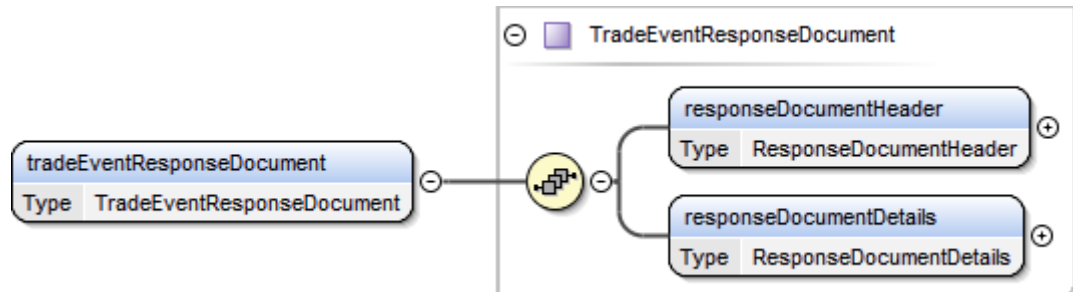 TradeEventResponseDocument
responseDocumentHeader
Type ResponseDocumentHeader
tradeEventResponseDocument
Type TradeEventResponseDocument
responseDocumentDetails
Type ResponseDocumentDetails